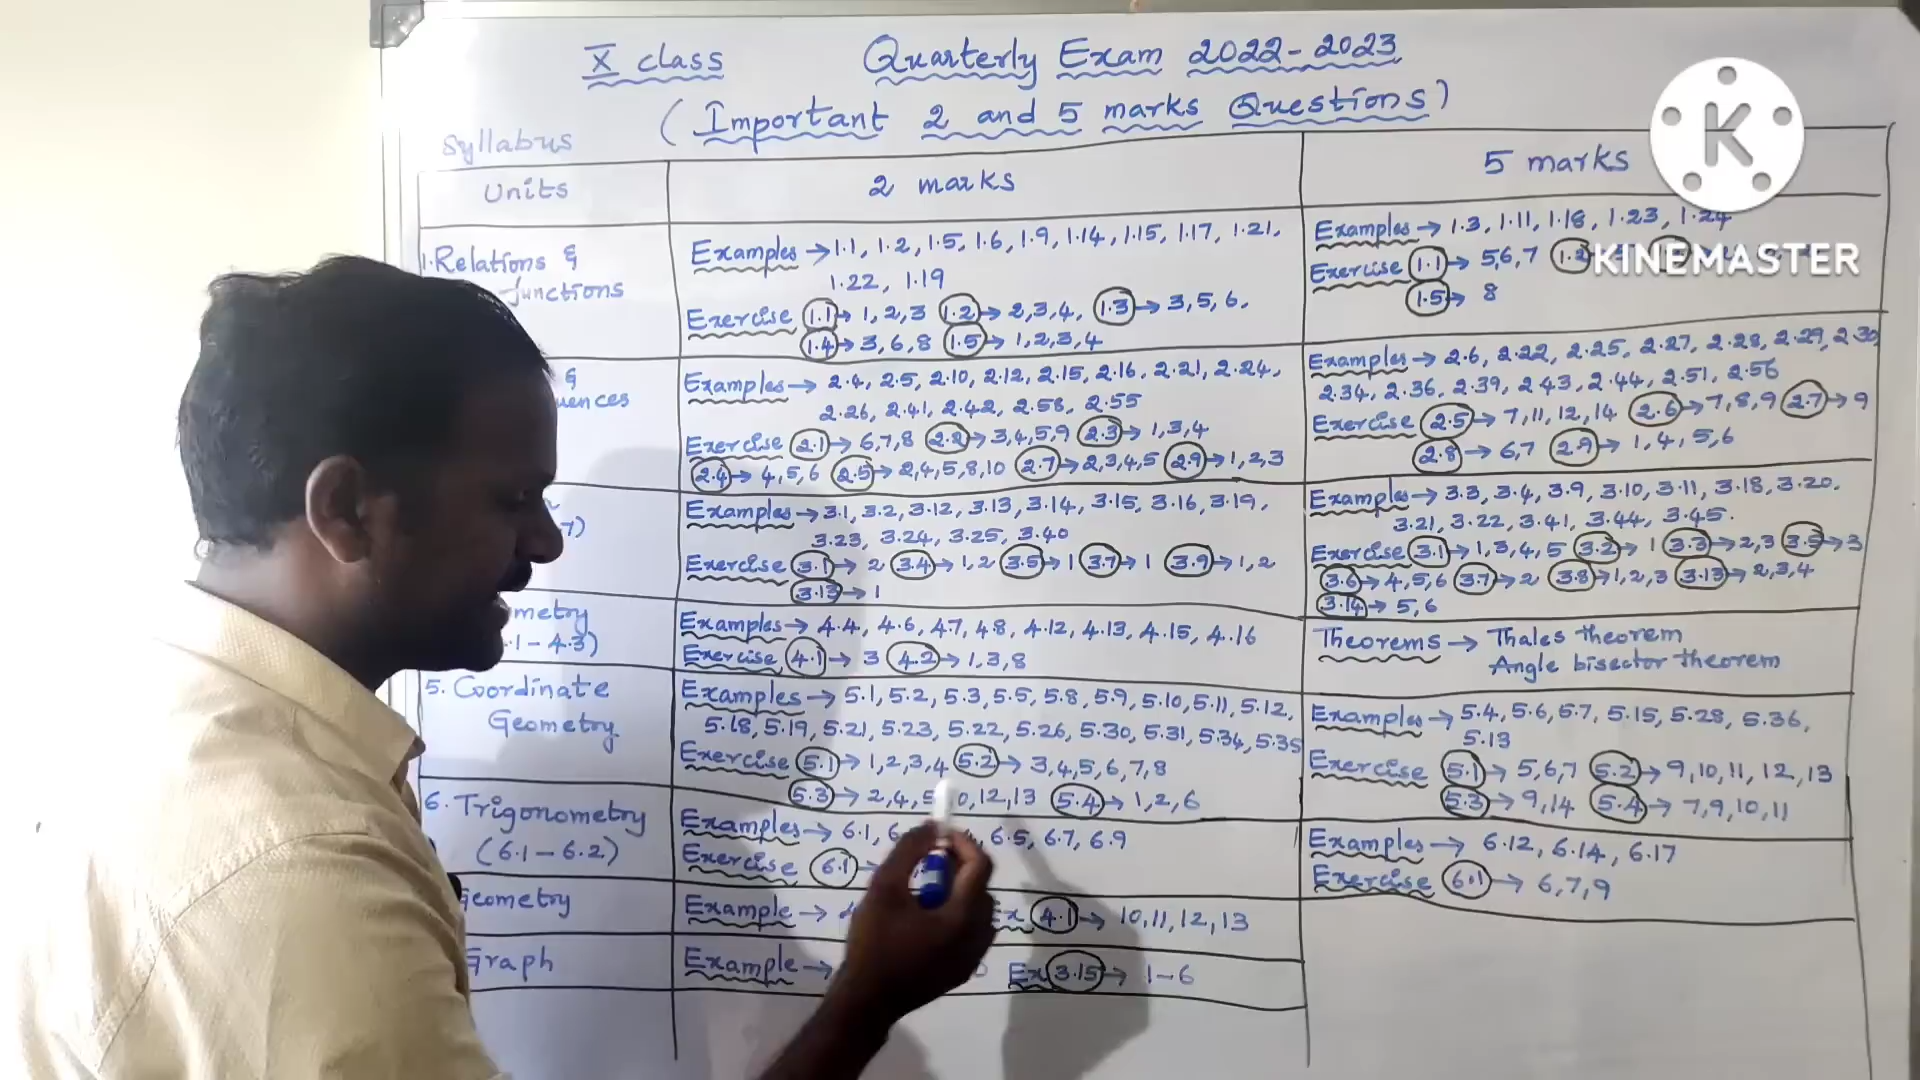 X class Quarterly Exam 2022-2023
(Important 2 and 5 marks Questions)
Syllabus
Units 2 marks 5 marks
1. Relations & Functions
Examples → 1.1, 1.2, 1.5, 1.6, 1.9, 1.14, 1.15, 1.17, 1.21,
1.22, 1.19
Exercise 1.1 → 1, 2, 3 1.2 → 2, 3, 4, 1.3 → 3, 5, 6,
1.4 → 3, 6, 8 1.5 → 1, 2, 3, 4
Examples → 1.3, 1.11, 1.18, 1.23, 1.24
Exercise 1.1 → 5, 6, 7 1.2
1.5 → 8
K
KINEMASTER
&
Examples → 2.4, 2.5, 2.10, 2.12, 2.15, 2.16, 2.21, 2.24,
2.26, 2.41, 2.42, 2.58, 2.55
Exercise 2.1 → 6, 7, 8 2.2 → 3, 4, 5, 9 2.3 → 1, 3, 4
2.4 → 4, 5, 6 2.5 → 2, 4, 5, 8, 10 2.7 → 2, 3, 4, 5 2.9 → 1, 2, 3
Examples → 2.6, 2.22, 2.25, 2.27, 2.28, 2.29, 2.30
2.34, 2.36, 2.39, 2.43, 2.44, 2.51, 2.56
Exercise 2.5 → 7, 11, 12, 14 2.6 → 7, 8, 9 2.7 → 9
2.8 → 6, 7 2.9 → 1, 4, 5, 6
Examples → 3.1, 3.2, 3.12, 3.13, 3.14, 3.15, 3.16, 3.19,
3.23, 3.24, 3.25, 3.40
Exercise 3.1 → 2 3.4 → 1, 2 3.5 → 1 3.7 → 1 3.9 → 1, 2
3.13 → 1
Examples → 3.3, 3.4, 3.9, 3.10, 3.11, 3.18, 3.20,
3.21, 3.22, 3.41, 3.44, 3.45.
Exercise 3.1 → 1, 3, 4, 5 3.2 → 1 3.3 → 2, 3 3.5 → 3
3.6 → 4, 5, 6 3.7 → 2 3.8 → 1, 2, 3 3.13 → 2, 3, 4
3.14 → 5, 6
Examples → 4.4, 4.6, 4.7, 4.8, 4.12, 4.13, 4.15, 4.16
Exercise 4.1 → 3 4.2 → 1, 3, 8
Theorems → Thales theorem
Angle bisector theorem
5. Coordinate
Geometry
Examples → 5.1, 5.2, 5.3, 5.5, 5.8, 5.9, 5.10, 5.11, 5.12,
5.18, 5.19, 5.21, 5.23, 5.22, 5.26, 5.30, 5.31, 5.34, 5.35
Exercise 5.1 → 1, 2, 3, 4 5.2 → 3, 4, 5, 6, 7, 8
5.3 → 2, 4, 12, 13 5.4 → 1, 2, 6
Examples → 5.4, 5.6, 5.7, 5.15, 5.28, 5.36,
5.13
Exercise 5.1 → 5, 6, 7 5.2 → 9, 10, 11, 12, 13
5.3 → 9, 14 5.4 → 7, 9, 10, 11
6. Trigonometry
(6.1 - 6.2)
Examples → 6.1, 6.5, 6.7, 6.9
Exercise 6.1 →
Examples → 6.12, 6.14, 6.17
Exercise 6.1 → 6, 7, 9
Geometry
Example → Ex 4.1 → 10, 11, 12, 13
Graph
Example → Ex 3.15 → 1-6